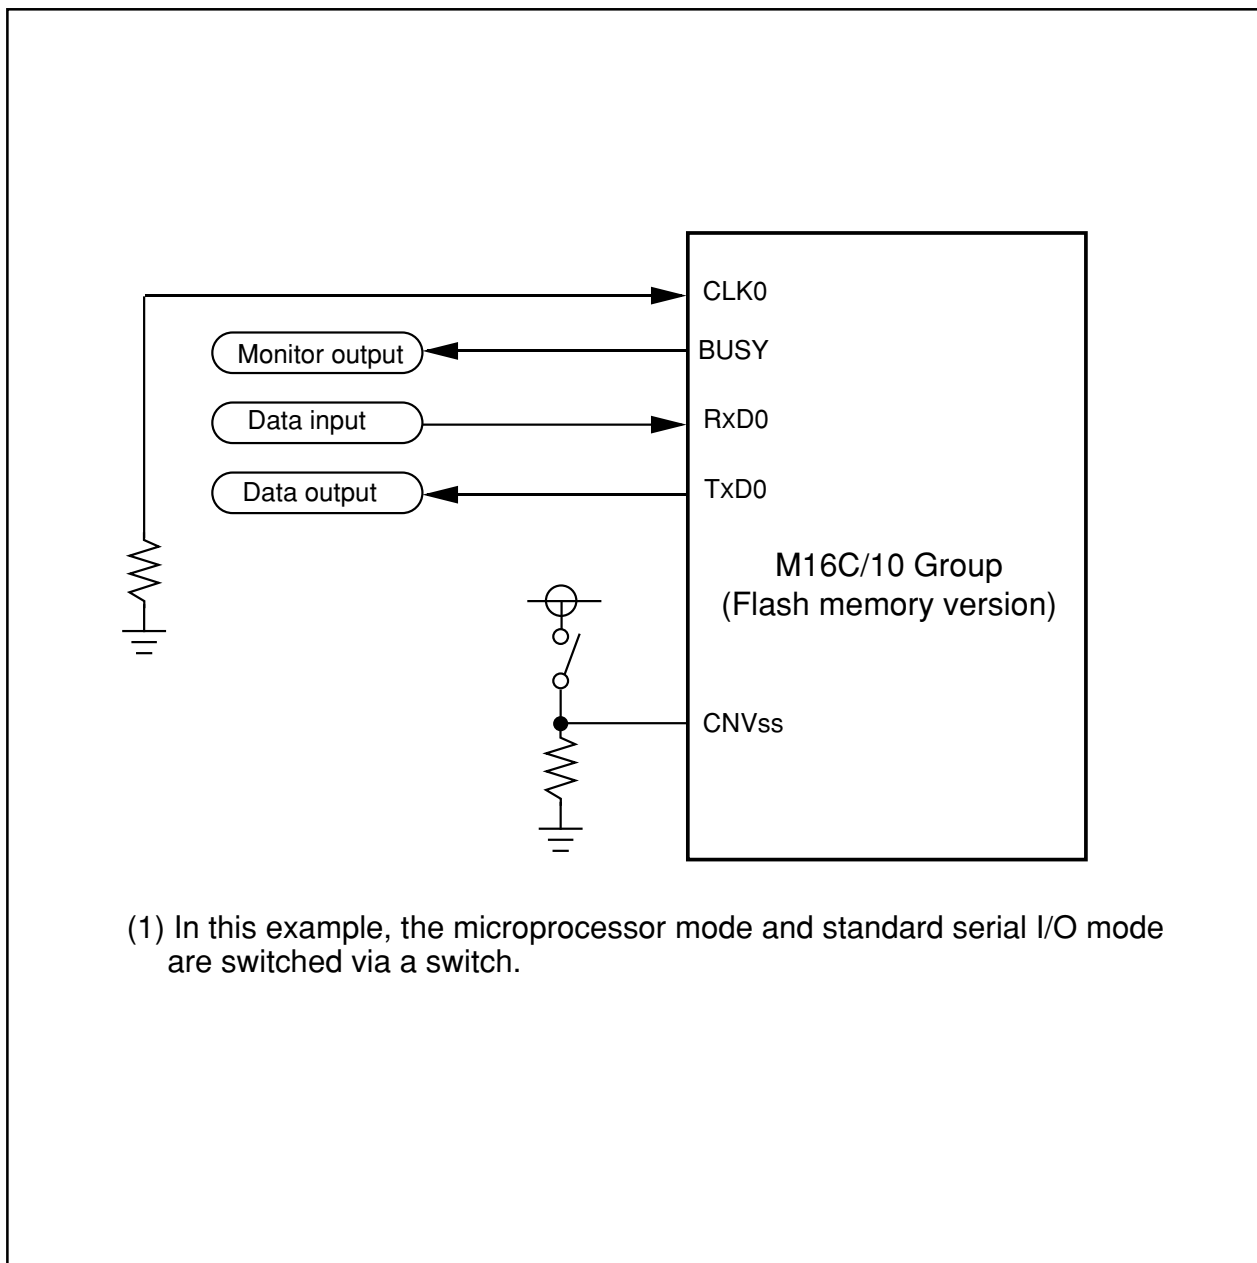 CLK0
Monitor output
BUSY
Data input
RxD0
Data output
TxD0
M16C/10 Group
(Flash memory version)
CNVss
(1) In this example, the microprocessor mode and standard serial I/O mode
are switched via a switch.